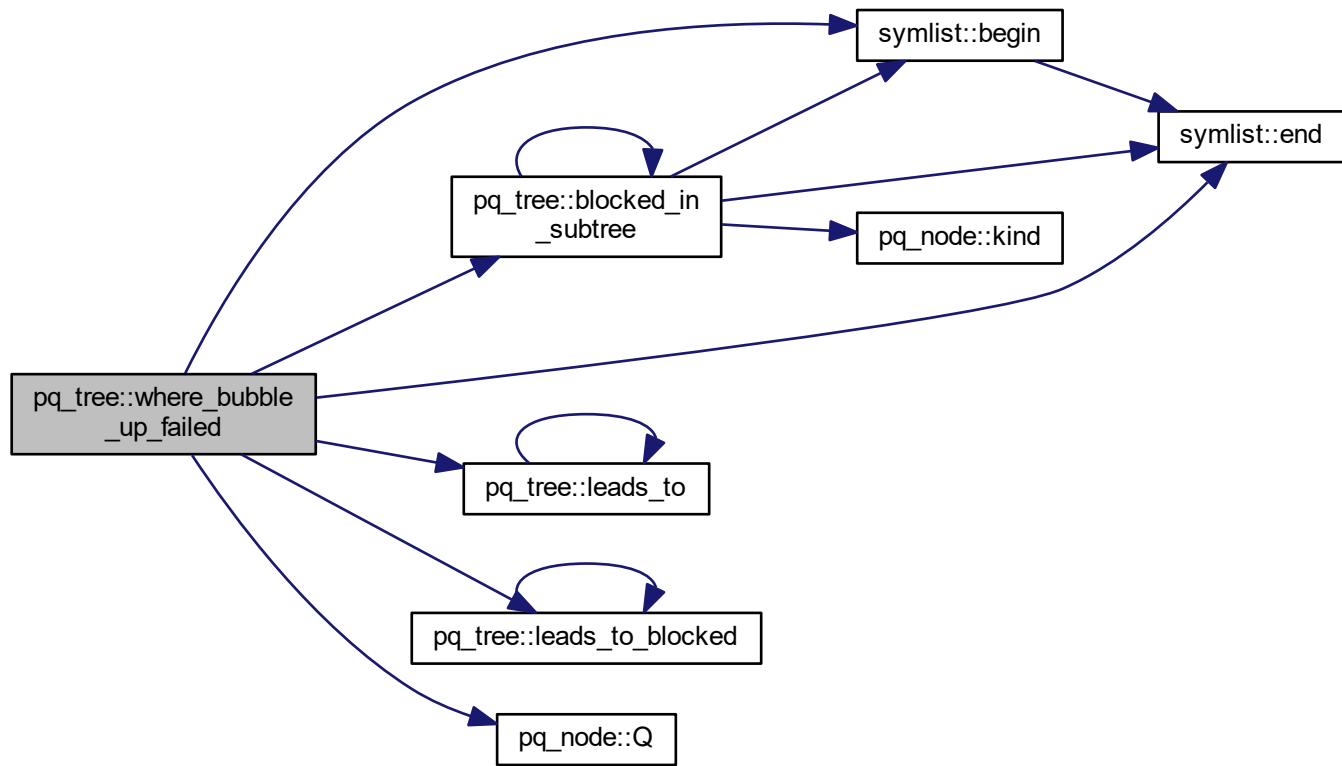 symlist::begin
symlist::end
pq_tree::blocked_in
_subtree
pq_node::kind
pq_tree::where_bubble
_up_failed
pq_tree::leads_to
pq_tree::leads_to_blocked
pq_node::Q